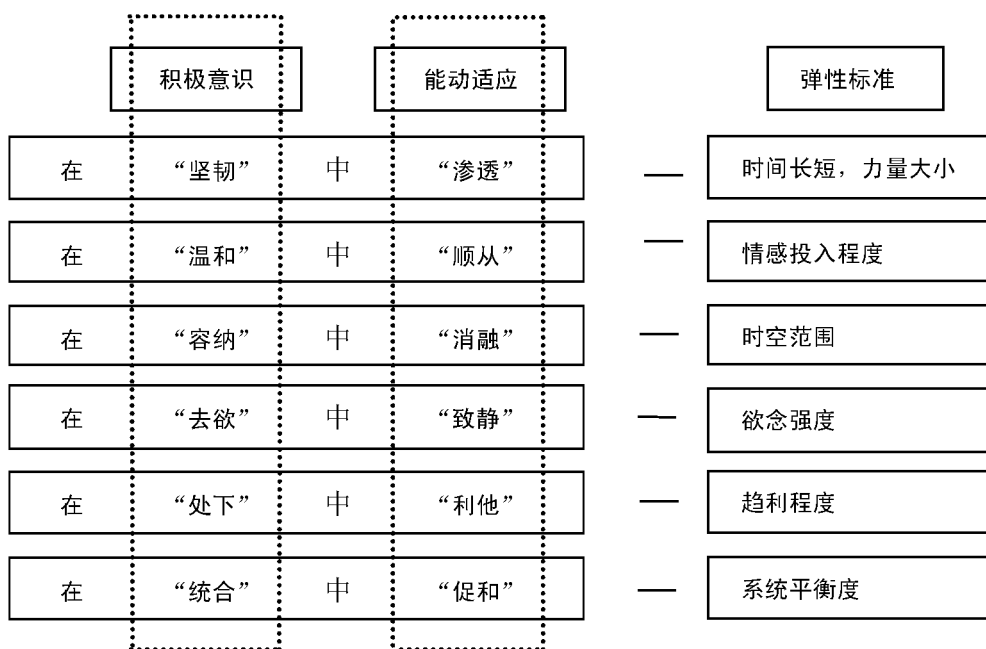 积极意识 能动适应 弹性标准
在 “坚韧” 中 “渗透” — 时间长短，力量大小
在 “温和” 中 “顺从” — 情感投入程度
在 “容纳” 中 “消融” — 时空范围
在 “去欲” 中 “致静” — 欲念强度
在 “处下” 中 “利他” — 趋利程度
在 “统合” 中 “促和” — 系统平衡度